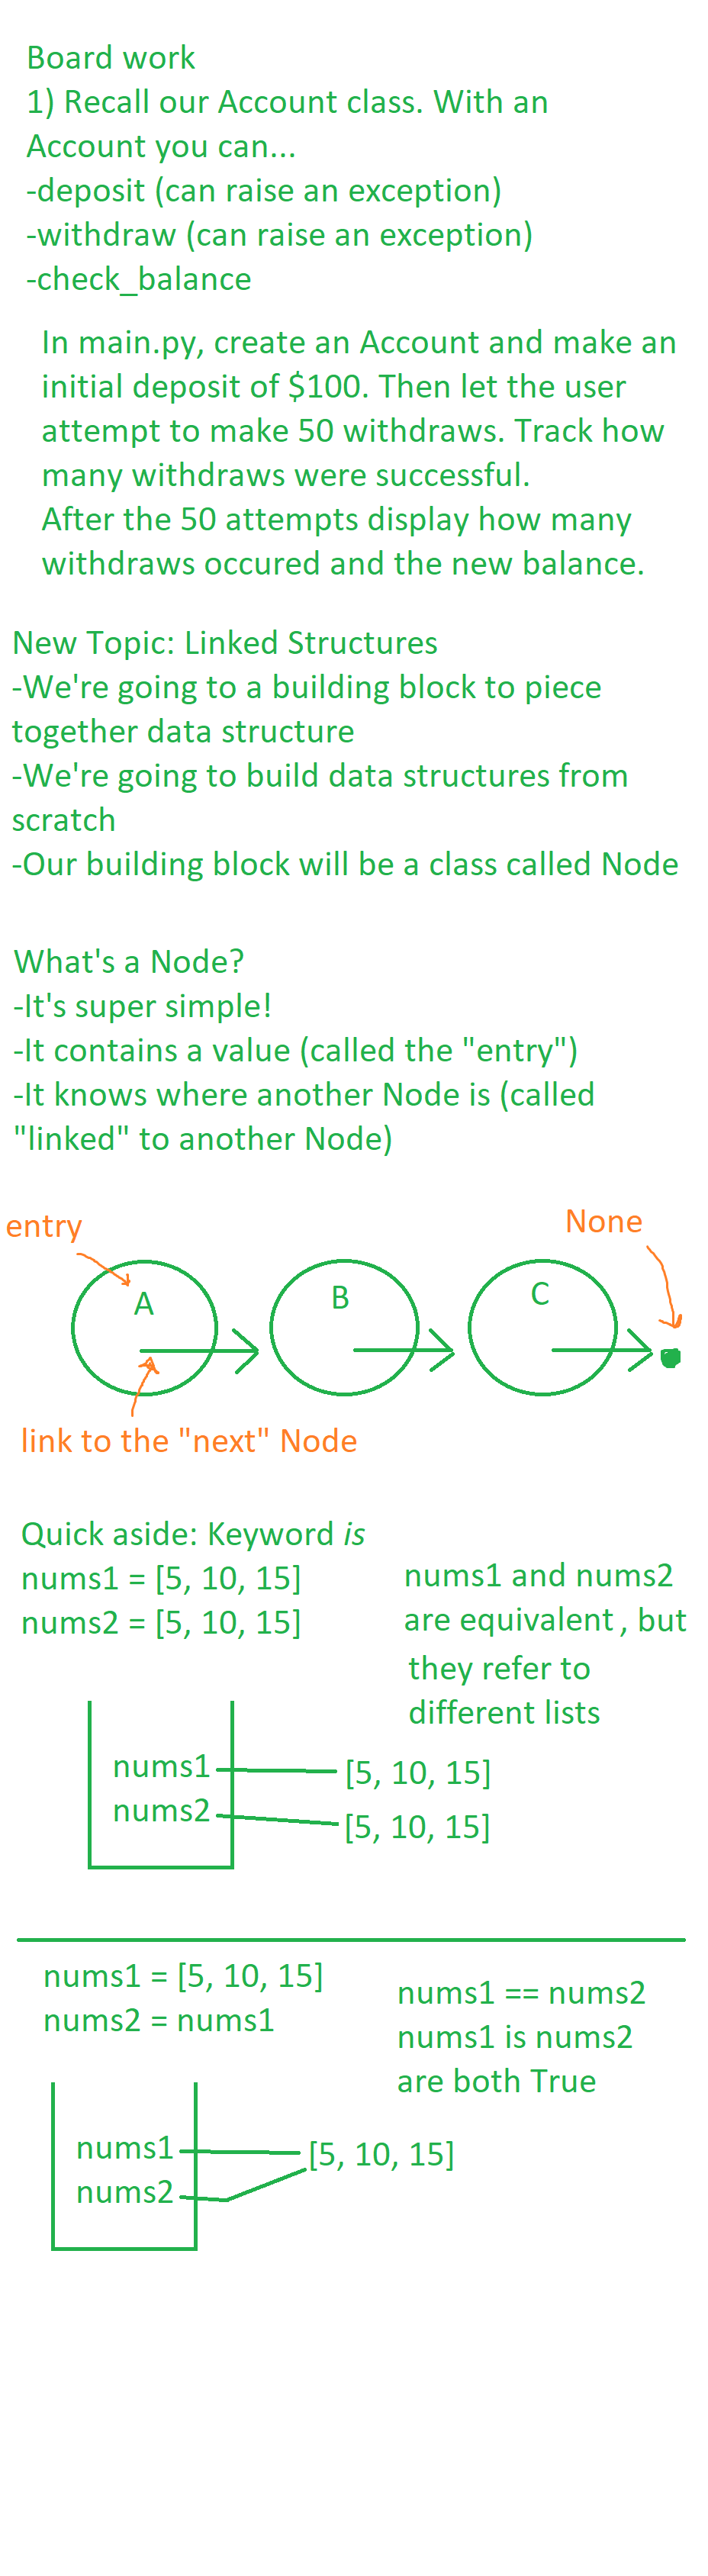 Board work
1) Recall our Account class. With an
Account you can...
-deposit (can raise an exception)
-withdraw (can raise an exception)
-check_balance
In main.py, create an Account and make an
initial deposit of $100. Then let the user
attempt to make 50 withdraws. Track how
many withdraws were successful.
After the 50 attempts display how many
withdraws occured and the new balance.
New Topic: Linked Structures
-We're going to a building block to piece
together data structure
-We're going to build data structures from
scratch
-Our building block will be a class called Node
What's a Node?
-It's super simple!
-It contains a value (called the "entry")
-It knows where another Node is (called
"linked" to another Node)
entry
None
A
B
C
link to the "next" Node
Quick aside: Keyword is
nums1 = [5, 10, 15]
nums2 = [5, 10, 15]
nums1 and nums2
are equivalent, but
they refer to
different lists
nums1
[5, 10, 15]
nums2
[5, 10, 15]
nums1 = [5, 10, 15]
nums2 = nums1
nums1 == nums2
nums1 is nums2
are both True
nums1
[5, 10, 15]
nums2